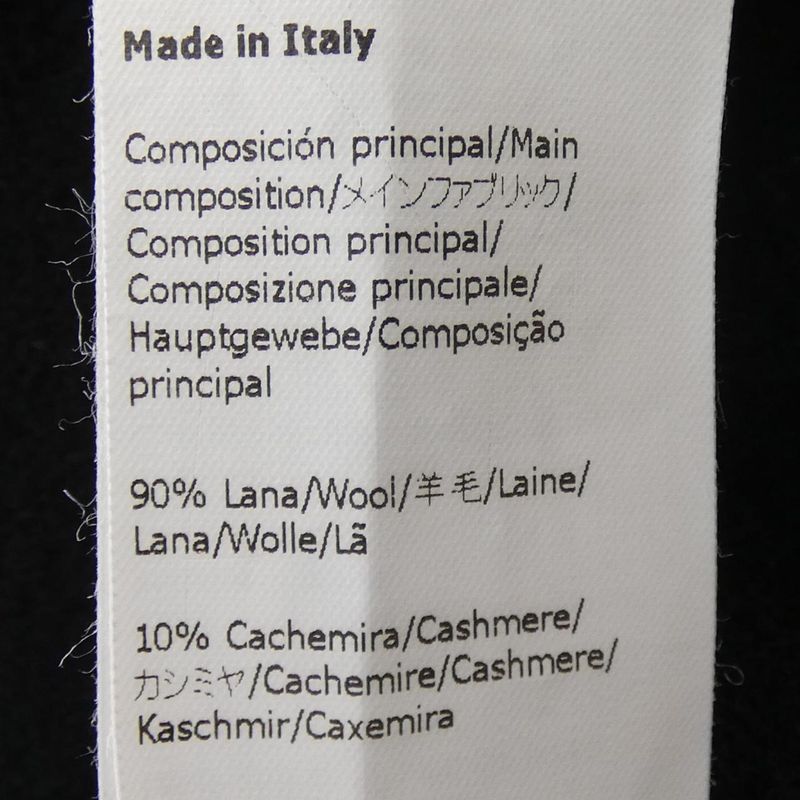 Made in Italy
Composición principal/Main
composition/メインファブリック/
Composition principal/
Composizione principale/
Hauptgewebe/Composição
principal
90% Lana/Wool/羊毛/Laine/
Lana/Wolle/Lã
10% Cachemira/Cashmere/
カシミヤ/Cachemire/Cashmere/
Kaschmir/Caxemira